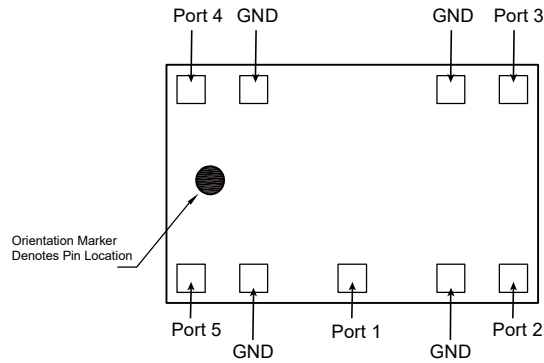 Port 4 GND GND Port 3
Orientation Marker
Denotes Pin Location
Port 5 Port 1 Port 2
GND GND